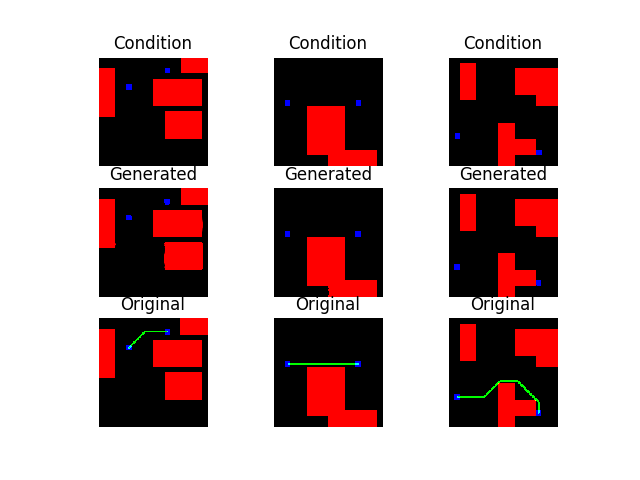 Condition Condition Condition
Generated Generated Generated
Original Original Original